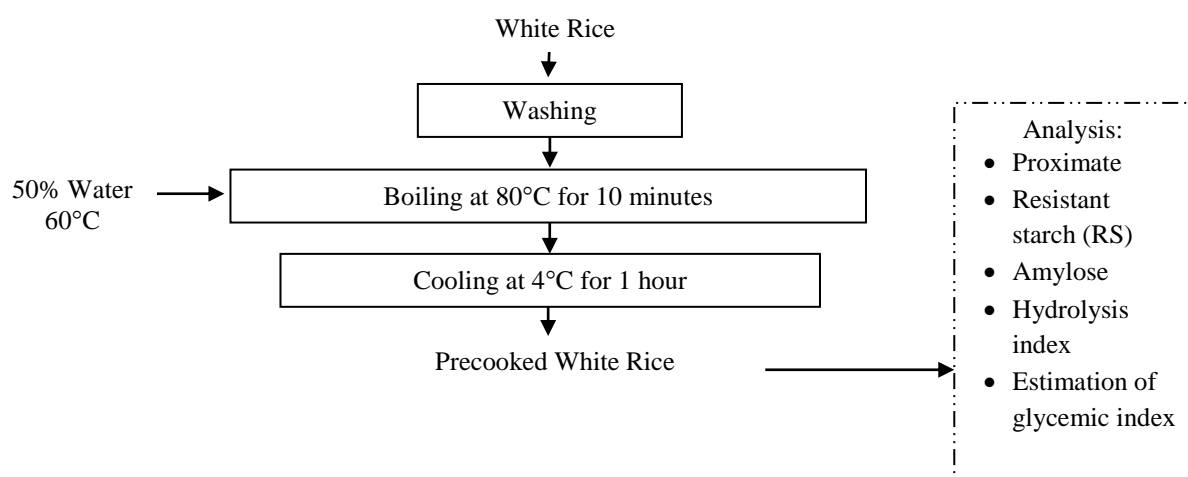 White Rice
Washing
50% Water
60°C
Boiling at 80°C for 10 minutes
Cooling at 4°C for 1 hour
Precooked White Rice
Analysis:
• Proximate
• Resistant
starch (RS)
• Amylose
• Hydrolysis
index
• Estimation of
glycemic index